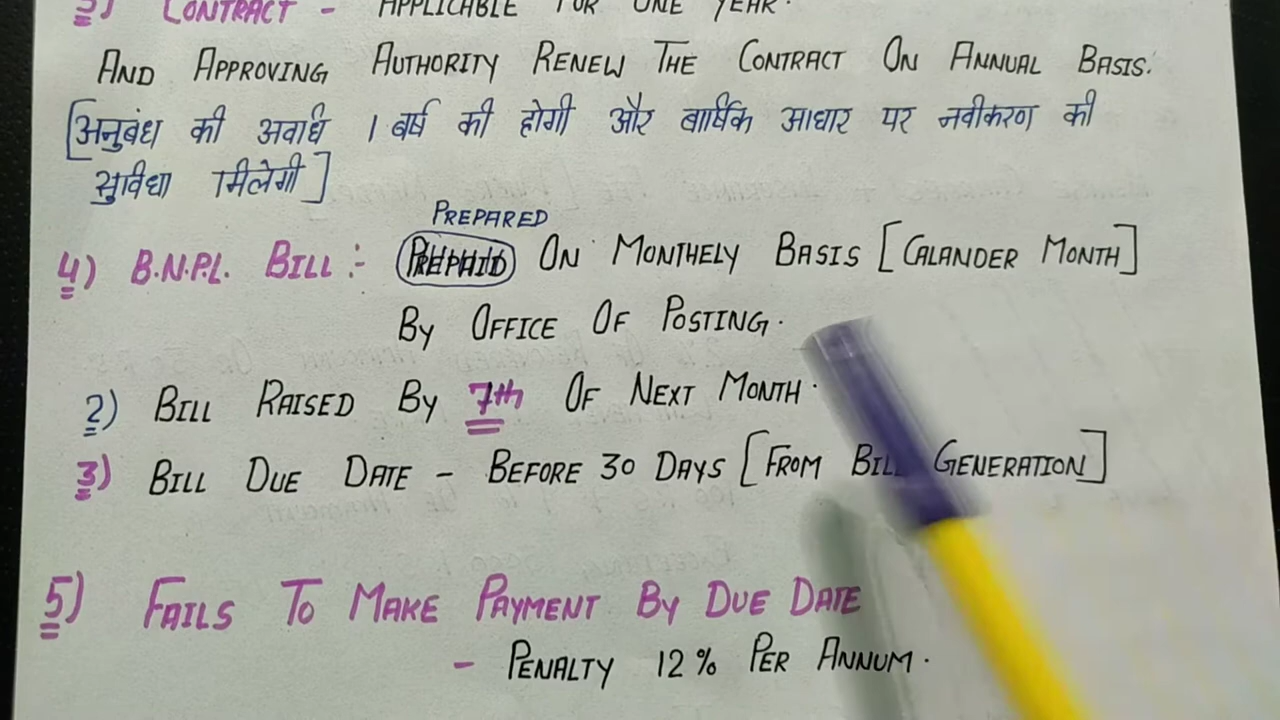 3) CONTRACT - APPLICABLE FOR ONE YEAR.
AND APPROVING AUTHORITY RENEW THE CONTRACT ON ANNUAL BASIS.
[अनुबंध की अवधि 1 बर्ष की होगी और बार्षिक आधार पर नवीकरण की
सुविधा मिलेगी]
PREPARED
4) B.N.P.L. BILL :- PREPAID ON MONTHELY BASIS [CALANDER MONTH]
BY OFFICE OF POSTING.
2) BILL RAISED BY 7th OF NEXT MONTH.
3) BILL DUE DATE - BEFORE 30 DAYS [FROM BILL GENERATION]
5) FAILS TO MAKE PAYMENT BY DUE DATE
- PENALTY 12% PER ANNUM.